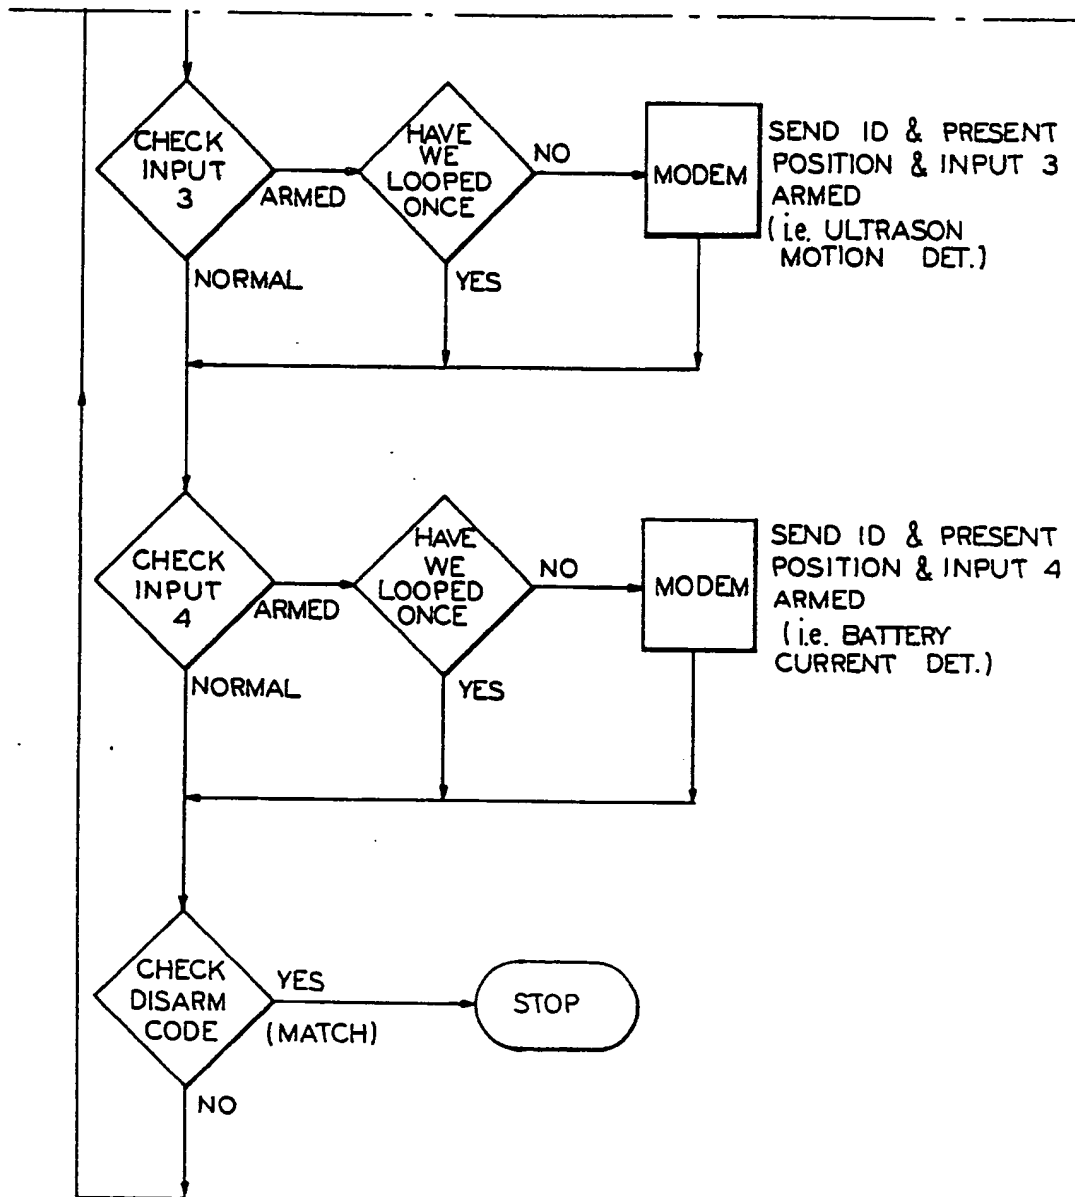 CHECK
INPUT
3
ARMED
NORMAL
HAVE
WE
LOOPED
ONCE
NO
YES
MODEM
SEND ID & PRESENT
POSITION & INPUT 3
ARMED
(i.e. ULTRASON
MOTION DET.)
CHECK
INPUT
4
ARMED
NORMAL
HAVE
WE
LOOPED
ONCE
NO
YES
MODEM
SEND ID & PRESENT
POSITION & INPUT 4
ARMED
(i.e. BATTERY
CURRENT DET.)
CHECK
DISARM
CODE
YES
(MATCH)
STOP
NO